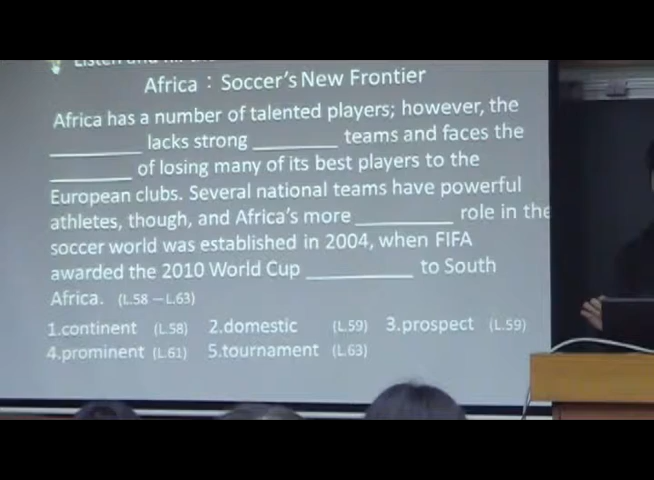 Listen and fill the
Africa：Soccer's New Frontier
Africa has a number of talented players; however, the
_________ lacks strong _________ teams and faces the
_________ of losing many of its best players to the
European clubs. Several national teams have powerful
athletes, though, and Africa's more __________ role in the
soccer world was established in 2004, when FIFA
awarded the 2010 World Cup ___________ to South
Africa. (L.58－L.63)
1.continent (L.58) 2.domestic (L.59) 3.prospect (L.59)
4.prominent (L.61) 5.tournament (L.63)